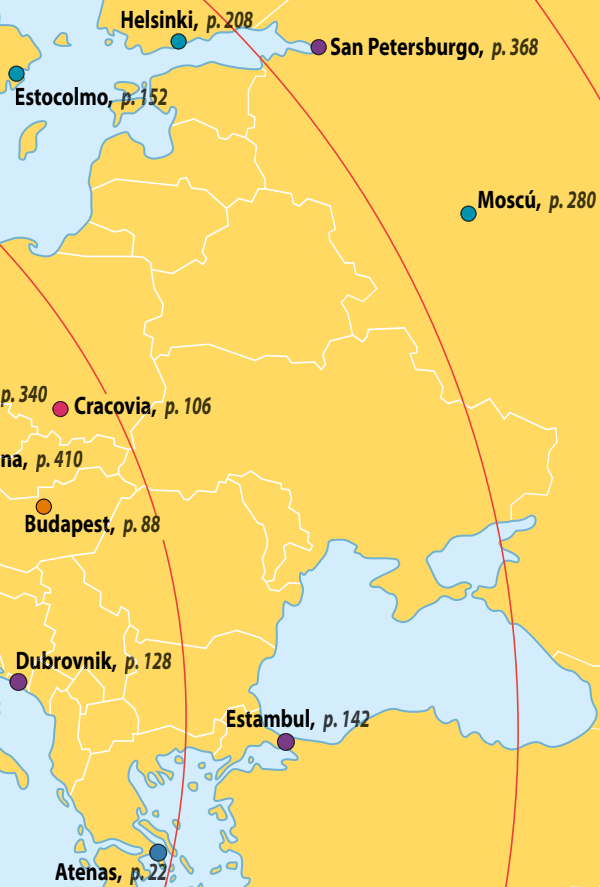 Helsinki, p. 208
San Petersburgo, p. 368
Estocolmo, p. 152
Moscú, p. 280
p. 340
Cracovia, p. 106
na, p. 410
Budapest, p. 88
Dubrovnik, p. 128
Estambul, p. 142
Atenas, p. 22